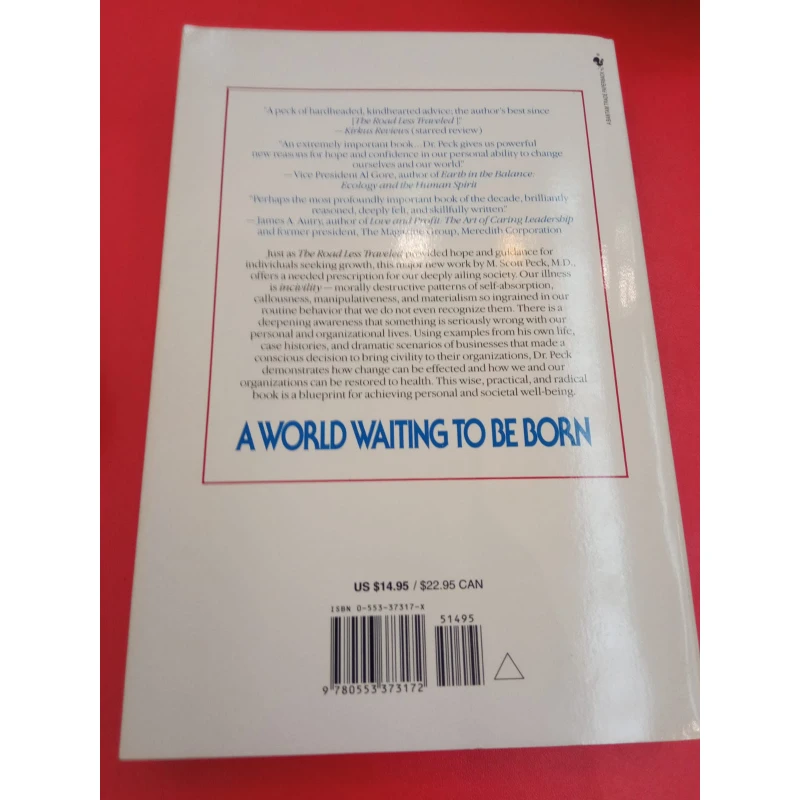 "A peck of hardheaded, kindhearted advice; the author's best since
[The Road Less Traveled]."
—Kirkus Reviews (starred review)
"An extremely important book... Dr. Peck gives us powerful
new reasons for hope and confidence in our personal ability to change
ourselves and our world."
—Vice President Al Gore, author of Earth in the Balance:
Ecology and the Human Spirit
"Perhaps the most profoundly important book of the decade, brilliantly
reasoned, deeply felt, and skillfully written."
—James A. Autry, author of Love and Profit: The Art of Caring Leadership
and former president, The Magazine Group, Meredith Corporation
Just as The Road Less Traveled provided hope and guidance for
individuals seeking growth, this major new work by M. Scott Peck, M.D.,
offers a needed prescription for our deeply ailing society. Our illness
is incivility—morally destructive patterns of self-absorption,
callousness, manipulativeness, and materialism so ingrained in our
routine behavior that we do not even recognize them. There is a
deepening awareness that something is seriously wrong with our
personal and organizational lives. Using examples from his own life,
case histories, and dramatic scenarios of businesses that made a
conscious decision to bring civility to their organizations, Dr. Peck
demonstrates how change can be effected and how we and our
organizations can be restored to health. This wise, practical, and radical
book is a blueprint for achieving personal and societal well-being.
A WORLD WAITING TO BE BORN
US $14.95 / $22.95 CAN
ISBN 0-553-37317-X
51495
9 780553 373172